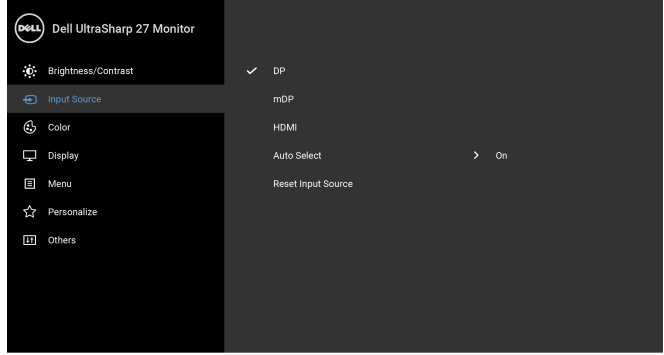 DELL
Dell UltraSharp 27 Monitor
Brightness/Contrast
Input Source
Color
Display
Menu
Personalize
Others
DP
mDP
HDMI
Auto Select
On
Reset Input Source